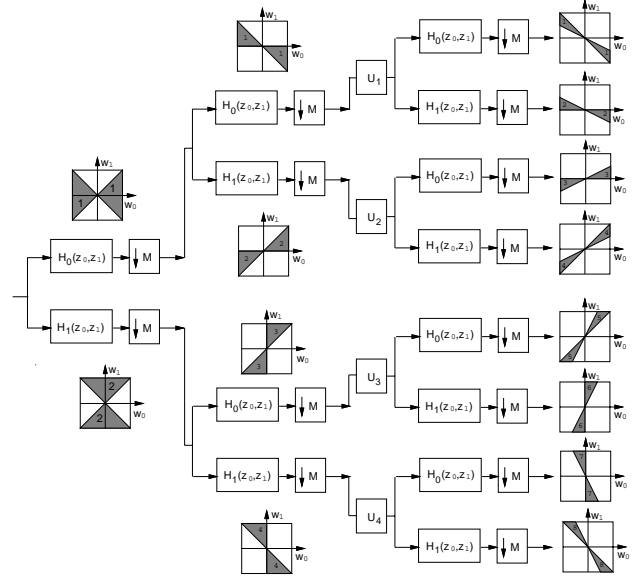 w₁
1
1
w₀
H₀(z₀,z₁)
M
H₁(z₀,z₁)
M
w₁
2
2
w₀
w₁
1
1
w₀
H₀(z₀,z₁)
M
H₁(z₀,z₁)
M
w₁
2
2
w₀
w₁
3
3
w₀
H₀(z₀,z₁)
M
H₁(z₀,z₁)
M
w₁
4
4
w₀
U₁
U₂
U₃
U₄
H₀(z₀,z₁)
M
w₁
1
1
w₀
H₁(z₀,z₁)
M
w₁
2
2
w₀
H₀(z₀,z₁)
M
w₁
3
3
w₀
H₁(z₀,z₁)
M
w₁
4
4
w₀
H₀(z₀,z₁)
M
w₁
5
5
w₀
H₁(z₀,z₁)
M
w₁
6
6
w₀
H₀(z₀,z₁)
M
w₁
7
7
w₀
H₁(z₀,z₁)
M
w₁
8
8
w₀